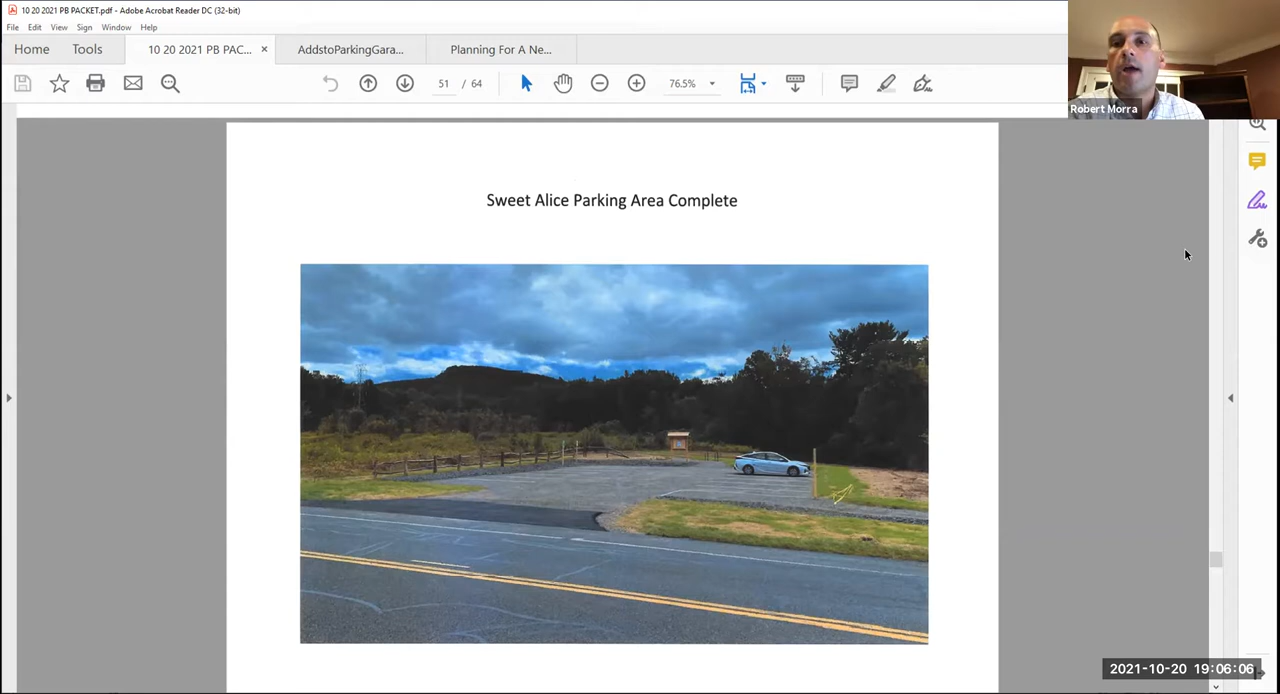 10 20 2021 PB PACKET.pdf - Adobe Acrobat Reader DC (32-bit)
File Edit View Sign Window Help
Home Tools 10 20 2021 PB PAC... × AddstoParkingGara... Planning For A Ne...
51 / 64 76.5%
Robert Morra
Sweet Alice Parking Area Complete
2021-10-20 19:06:06